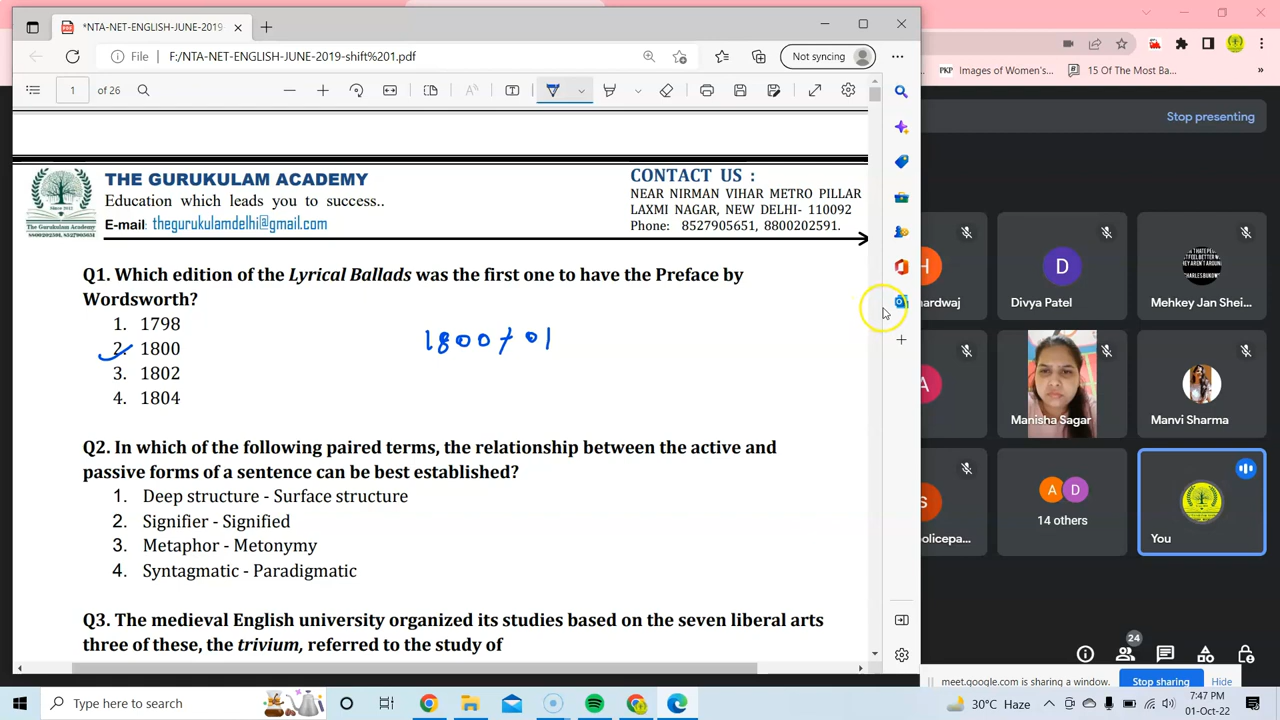 *NTA-NET-ENGLISH-JUNE-2019-
File
F:/NTA-NET-ENGLISH-JUNE-2019-shift%201.pdf
Not syncing
PKP Images of Women's...
15 Of The Most Ba...
1 of 26
Stop presenting
THE GURUKULAM ACADEMY
Education which leads you to success..
E-mail: thegurukulamdelhi@gmail.com
CONTACT US :
NEAR NIRMAN VIHAR METRO PILLAR
LAXMI NAGAR, NEW DELHI- 110092
Phone: 8527905651, 8800202591.
Q1. Which edition of the Lyrical Ballads was the first one to have the Preface by
Wordsworth?
1. 1798
2. 1800
3. 1802
4. 1804
1800/01
Q2. In which of the following paired terms, the relationship between the active and
passive forms of a sentence can be best established?
1. Deep structure - Surface structure
2. Signifier - Signified
3. Metaphor - Metonymy
4. Syntagmatic - Paradigmatic
Q3. The medieval English university organized its studies based on the seven liberal arts
three of these, the trivium, referred to the study of
H
ardwaj
D
Divya Patel
Mehkey Jan Shei...
A
Manisha Sagar
Manvi Sharma
S
olicepa...
A D
14 others
You
24
meet.google.com is sharing a window.
Stop sharing
Hide
Type here to search
30°C Haze
7:47 PM
01-Oct-22